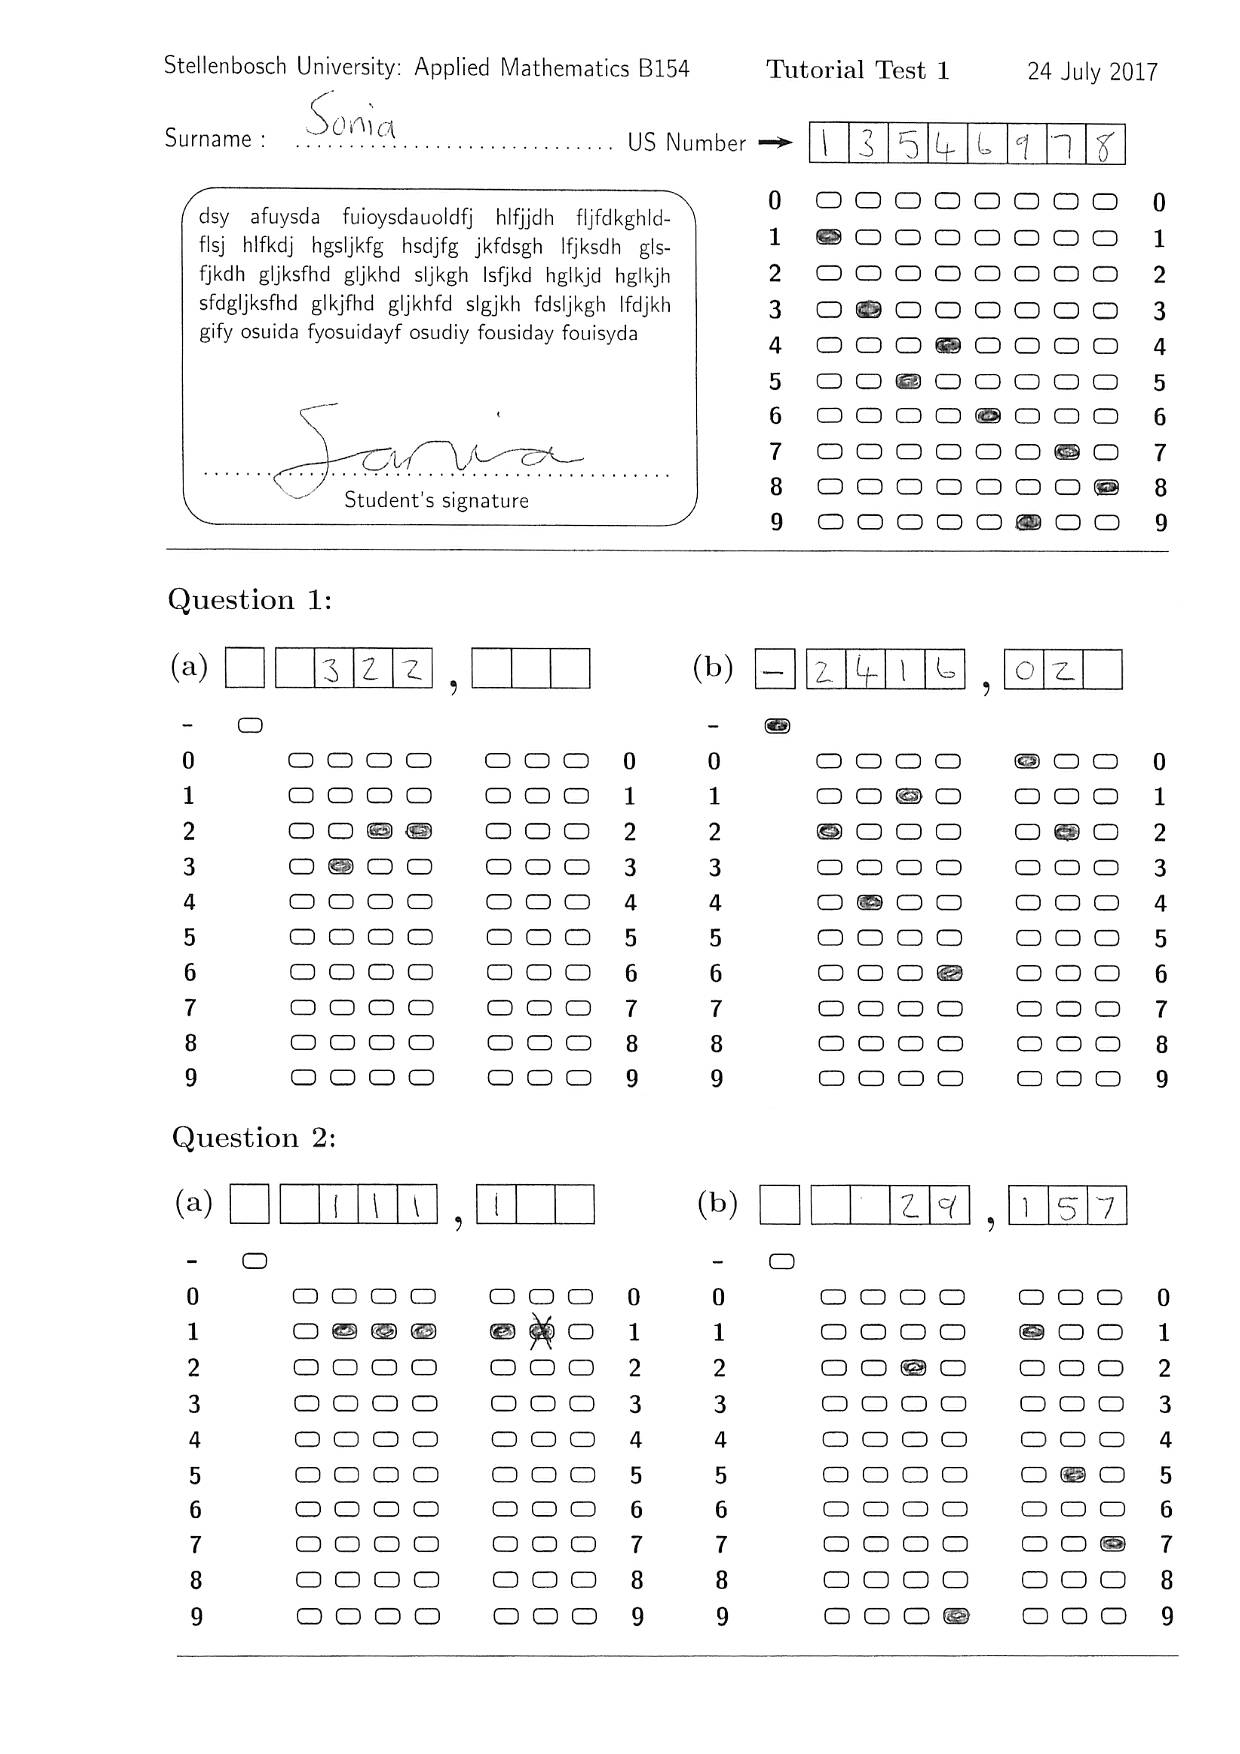 Stellenbosch University: Applied Mathematics B154 Tutorial Test 1 24 July 2017
Surname : Sonia US Number → 1 3 5 4 6 9 7 8
dsy afuysda fuioysdauoldfj hlfjjdh fljfdkghld-
flsj hlfkdj hgsljkfg hsdjfg jkfdsgh lfjksdh gls-
fjkdh gljksfhd gljkhd sljkgh lsfjkd hglkjd hglkjh
sfdgljksfhd glkjfhd gljkhfd slgjkh fdsljkgh lfdjkh
gify osuida fyosuidayf osudiy fousiday fouisyda
Sonia
Student's signature
0 0
1 1
2 2
3 3
4 4
5 5
6 6
7 7
8 8
9 9
Question 1:
(a) 3 2 2 , (b) - 2 4 1 6 , 0 2
- -
0 0 0 0
1 1 1 1
2 2 2 2
3 3 3 3
4 4 4 4
5 5 5 5
6 6 6 6
7 7 7 7
8 8 8 8
9 9 9 9
Question 2:
(a) 1 1 1 , 1 (b) 2 9 , 1 5 7
- -
0 0 0 0
1 1 1 1
2 2 2 2
3 3 3 3
4 4 4 4
5 5 5 5
6 6 6 6
7 7 7 7
8 8 8 8
9 9 9 9